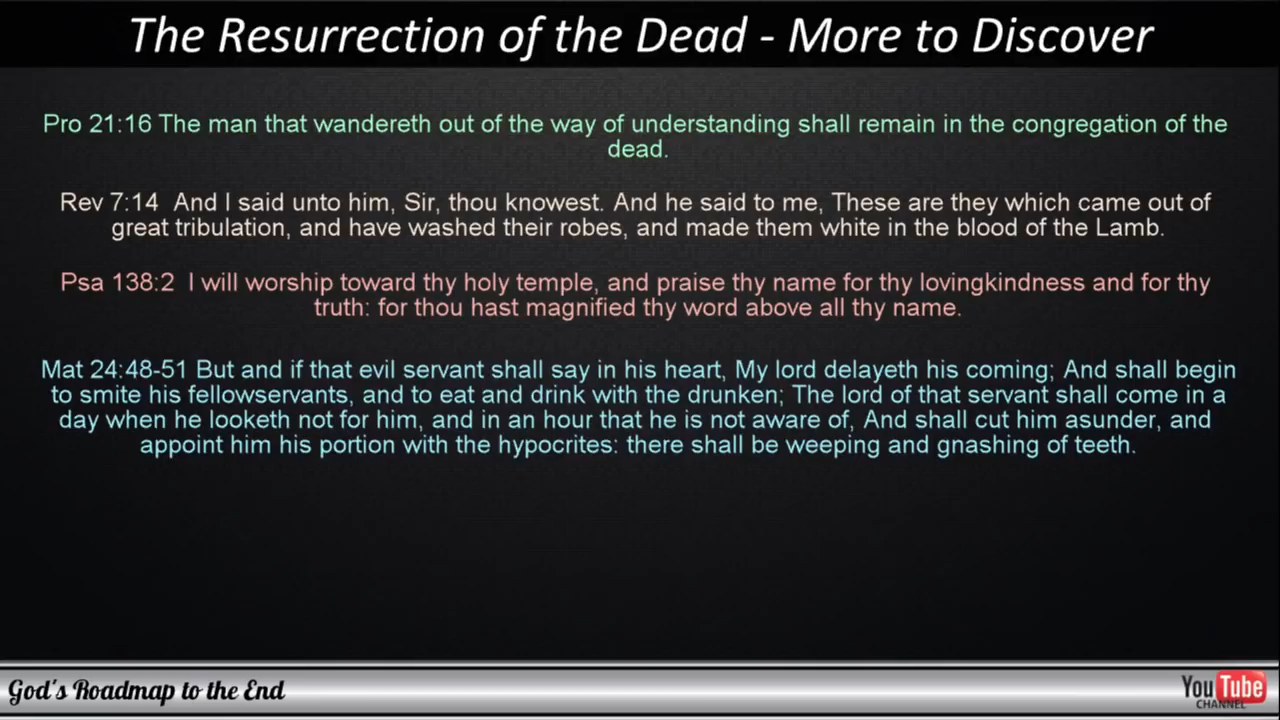 The Resurrection of the Dead - More to Discover
Pro 21:16 The man that wandereth out of the way of understanding shall remain in the congregation of the
dead.
Rev 7:14  And I said unto him, Sir, thou knowest. And he said to me, These are they which came out of
great tribulation, and have washed their robes, and made them white in the blood of the Lamb.
Psa 138:2  I will worship toward thy holy temple, and praise thy name for thy lovingkindness and for thy
truth: for thou hast magnified thy word above all thy name.
Mat 24:48-51 But and if that evil servant shall say in his heart, My lord delayeth his coming; And shall begin
to smite his fellowservants, and to eat and drink with the drunken; The lord of that servant shall come in a
day when he looketh not for him, and in an hour that he is not aware of, And shall cut him asunder, and
appoint him his portion with the hypocrites: there shall be weeping and gnashing of teeth.
God's Roadmap to the End
YouTube
CHANNEL